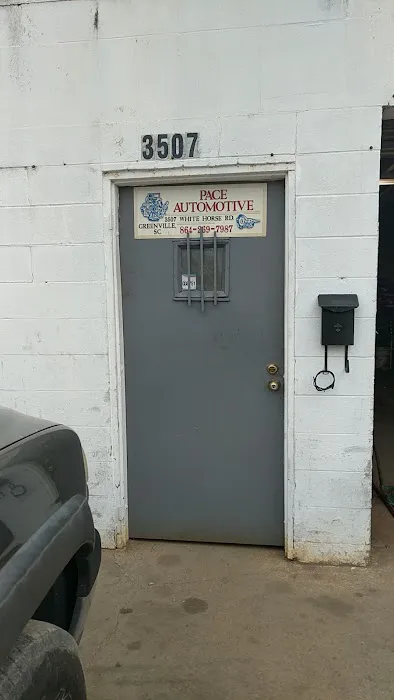 3507
PACE
AUTOMOTIVE
3507 WHITE HORSE RD
GREENVILLE
SC 864-269-7987